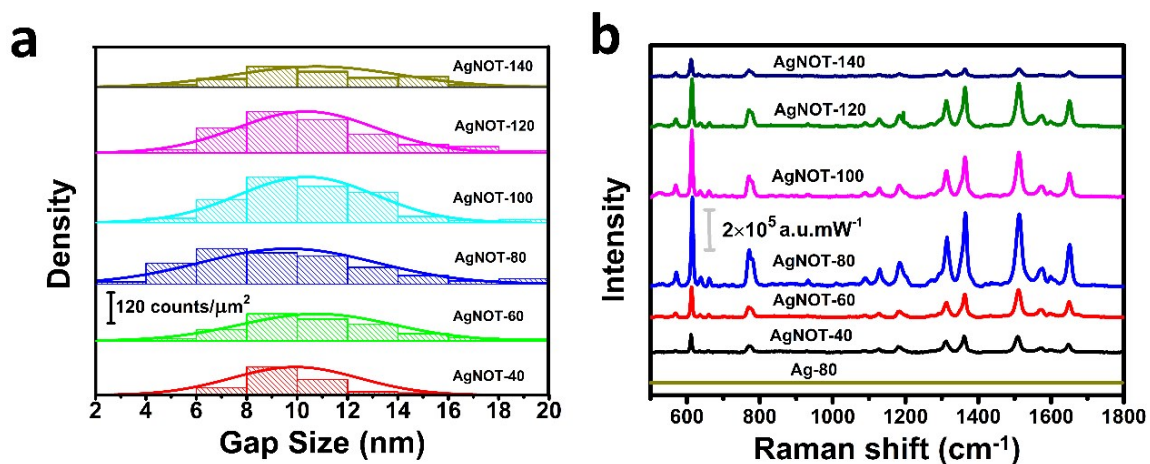 a
AgNOT-140
AgNOT-120
AgNOT-100
AgNOT-80
120 counts/μm²
AgNOT-60
AgNOT-40
Density
2 4 6 8 10 12 14 16 18 20
Gap Size (nm)
b
AgNOT-140
AgNOT-120
AgNOT-100
2×10⁵ a.u.mW⁻¹
AgNOT-80
AgNOT-60
AgNOT-40
Ag-80
Intensity
600 800 1000 1200 1400 1600 1800
Raman shift (cm⁻¹)